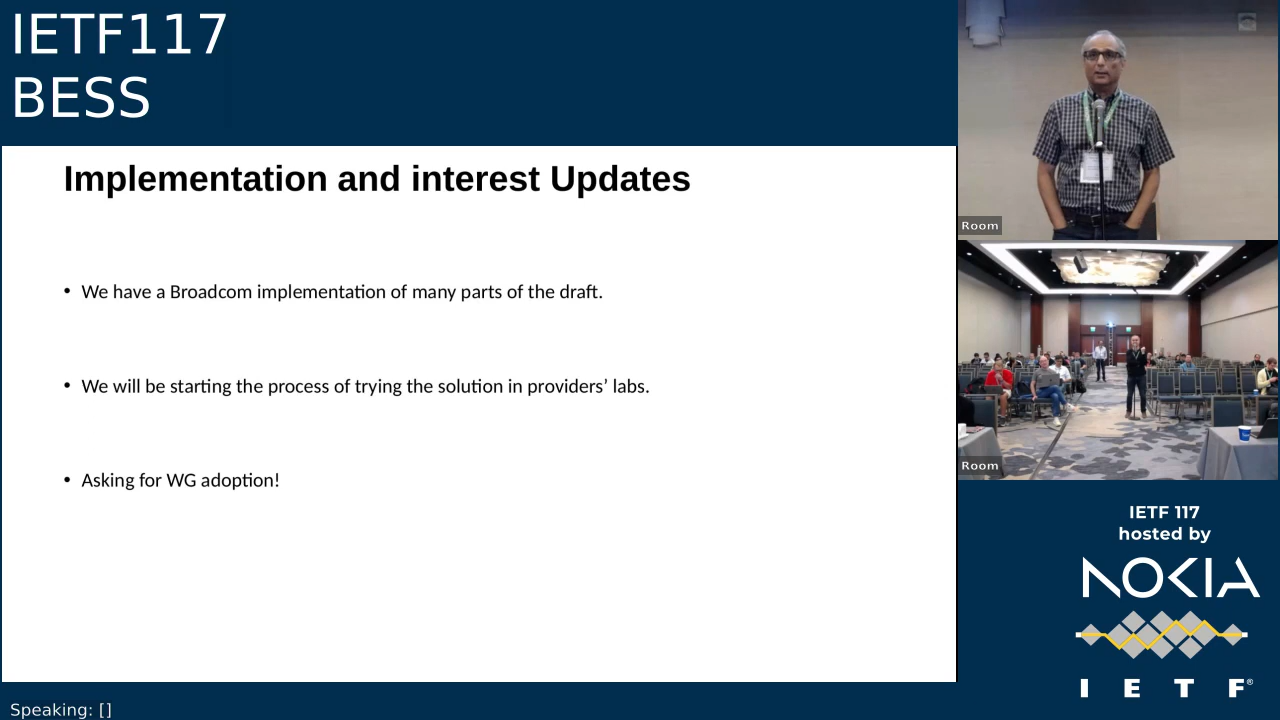 IETF117
BESS
Implementation and interest Updates
• We have a Broadcom implementation of many parts of the draft.
• We will be starting the process of trying the solution in providers’ labs.
• Asking for WG adoption!
Room
Room
IETF 117
hosted by
NOKIA
I E T F®
Speaking: []